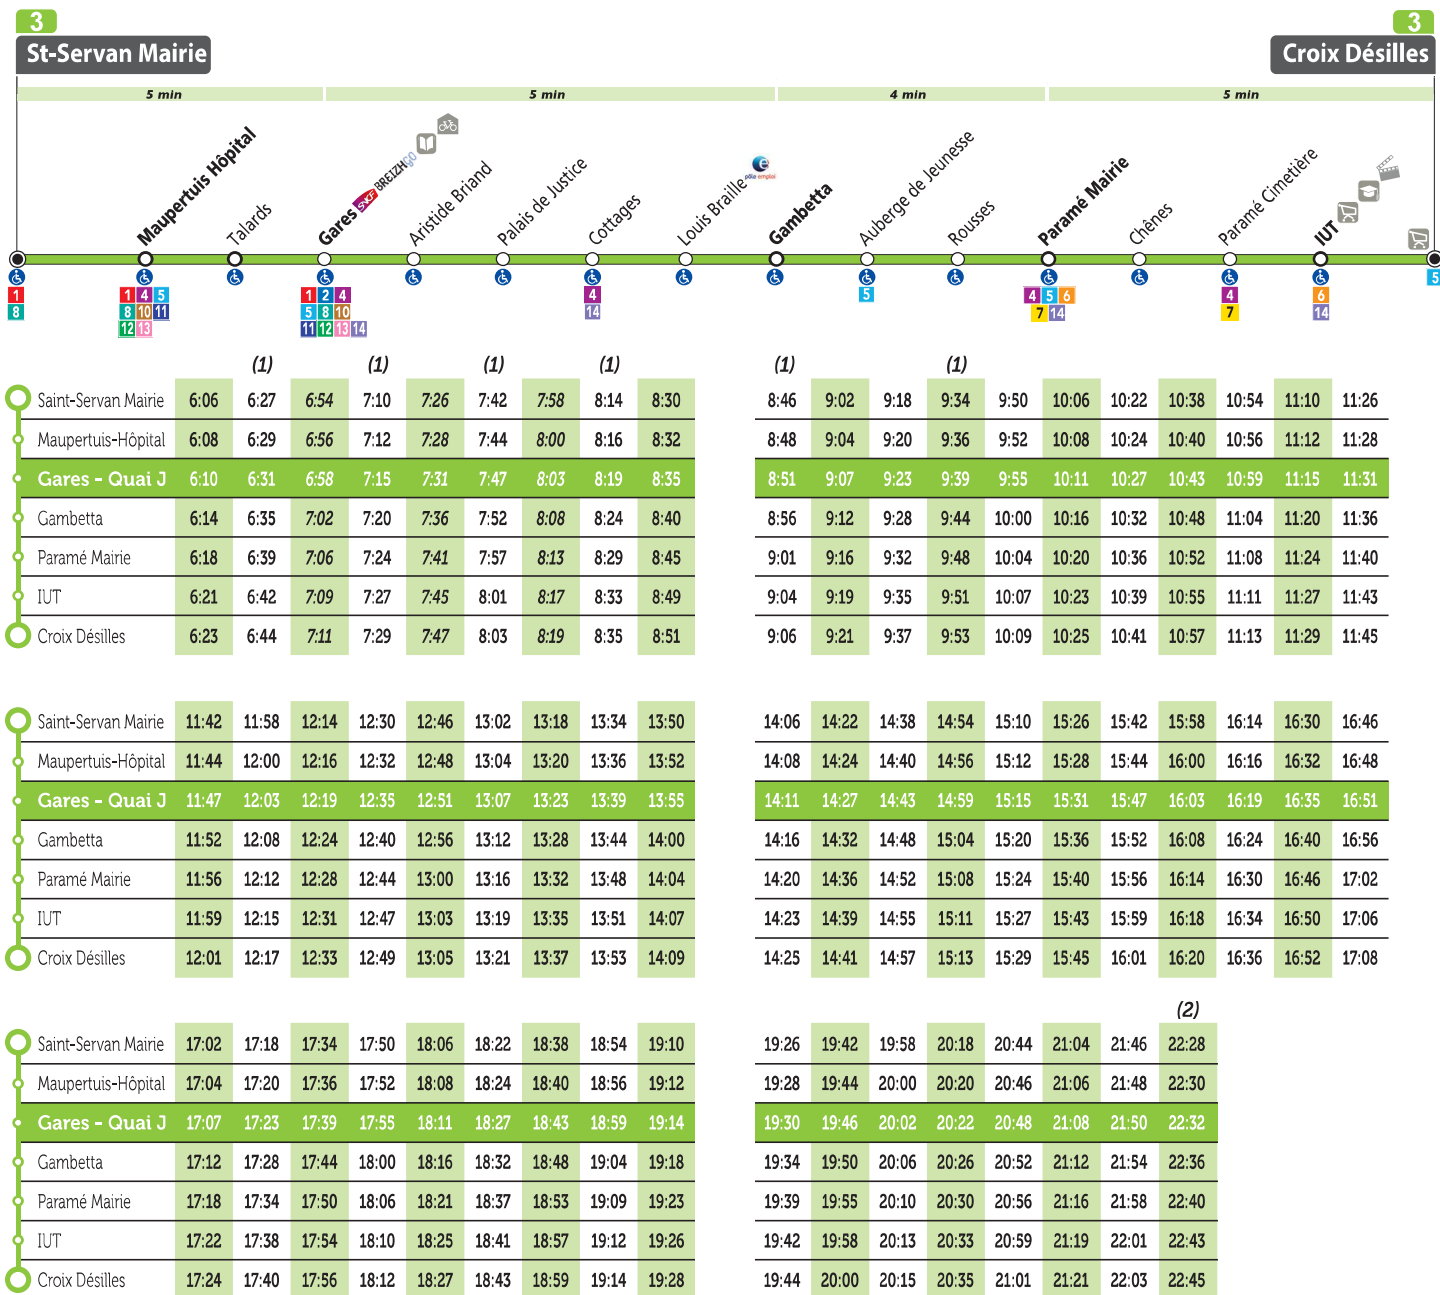 3 3
St-Servan Mairie Croix Désilles
5 min 5 min 4 min 5 min
Maupertuis Hôpital
Talards
Gares SNCF BREIZHGO
Aristide Briand
Palais de Justice
Cottages
Louis Braille pôle emploi
Gambetta
Auberge de Jeunesse
Rousses
Paramé Mairie
Chênes
Paramé Cimetière
IUT
1 1 4 5 1 2 4 4 5 4 5 6 4 6 5
8 8 10 11 5 8 10 14 7 14 7 14
12 13 11 12 13 14
(1) (1) (1) (1) (1) (1)
Saint-Servan Mairie 6:06 6:27 6:54 7:10 7:26 7:42 7:58 8:14 8:30 8:46 9:02 9:18 9:34 9:50 10:06 10:22 10:38 10:54 11:10 11:26
Maupertuis-Hôpital 6:08 6:29 6:56 7:12 7:28 7:44 8:00 8:16 8:32 8:48 9:04 9:20 9:36 9:52 10:08 10:24 10:40 10:56 11:12 11:28
Gares - Quai J 6:10 6:31 6:58 7:15 7:31 7:47 8:03 8:19 8:35 8:51 9:07 9:23 9:39 9:55 10:11 10:27 10:43 10:59 11:15 11:31
Gambetta 6:14 6:35 7:02 7:20 7:36 7:52 8:08 8:24 8:40 8:56 9:12 9:28 9:44 10:00 10:16 10:32 10:48 11:04 11:20 11:36
Paramé Mairie 6:18 6:39 7:06 7:24 7:41 7:57 8:13 8:29 8:45 9:01 9:16 9:32 9:48 10:04 10:20 10:36 10:52 11:08 11:24 11:40
IUT 6:21 6:42 7:09 7:27 7:45 8:01 8:17 8:33 8:49 9:04 9:19 9:35 9:51 10:07 10:23 10:39 10:55 11:11 11:27 11:43
Croix Désilles 6:23 6:44 7:11 7:29 7:47 8:03 8:19 8:35 8:51 9:06 9:21 9:37 9:53 10:09 10:25 10:41 10:57 11:13 11:29 11:45
Saint-Servan Mairie 11:42 11:58 12:14 12:30 12:46 13:02 13:18 13:34 13:50 14:06 14:22 14:38 14:54 15:10 15:26 15:42 15:58 16:14 16:30 16:46
Maupertuis-Hôpital 11:44 12:00 12:16 12:32 12:48 13:04 13:20 13:36 13:52 14:08 14:24 14:40 14:56 15:12 15:28 15:44 16:00 16:16 16:32 16:48
Gares - Quai J 11:47 12:03 12:19 12:35 12:51 13:07 13:23 13:39 13:55 14:11 14:27 14:43 14:59 15:15 15:31 15:47 16:03 16:19 16:35 16:51
Gambetta 11:52 12:08 12:24 12:40 12:56 13:12 13:28 13:44 14:00 14:16 14:32 14:48 15:04 15:20 15:36 15:52 16:08 16:24 16:40 16:56
Paramé Mairie 11:56 12:12 12:28 12:44 13:00 13:16 13:32 13:48 14:04 14:20 14:36 14:52 15:08 15:24 15:40 15:56 16:14 16:30 16:46 17:02
IUT 11:59 12:15 12:31 12:47 13:03 13:19 13:35 13:51 14:07 14:23 14:39 14:55 15:11 15:27 15:43 15:59 16:18 16:34 16:50 17:06
Croix Désilles 12:01 12:17 12:33 12:49 13:05 13:21 13:37 13:53 14:09 14:25 14:41 14:57 15:13 15:29 15:45 16:01 16:20 16:36 16:52 17:08
(2)
Saint-Servan Mairie 17:02 17:18 17:34 17:50 18:06 18:22 18:38 18:54 19:10 19:26 19:42 19:58 20:18 20:44 21:04 21:46 22:28
Maupertuis-Hôpital 17:04 17:20 17:36 17:52 18:08 18:24 18:40 18:56 19:12 19:28 19:44 20:00 20:20 20:46 21:06 21:48 22:30
Gares - Quai J 17:07 17:23 17:39 17:55 18:11 18:27 18:43 18:59 19:14 19:30 19:46 20:02 20:22 20:48 21:08 21:50 22:32
Gambetta 17:12 17:28 17:44 18:00 18:16 18:32 18:48 19:04 19:18 19:34 19:50 20:06 20:26 20:52 21:12 21:54 22:36
Paramé Mairie 17:18 17:34 17:50 18:06 18:21 18:37 18:53 19:09 19:23 19:39 19:55 20:10 20:30 20:56 21:16 21:58 22:40
IUT 17:22 17:38 17:54 18:10 18:25 18:41 18:57 19:12 19:26 19:42 19:58 20:13 20:33 20:59 21:19 22:01 22:43
Croix Désilles 17:24 17:40 17:56 18:12 18:27 18:43 18:59 19:14 19:28 19:44 20:00 20:15 20:35 21:01 21:21 22:03 22:45